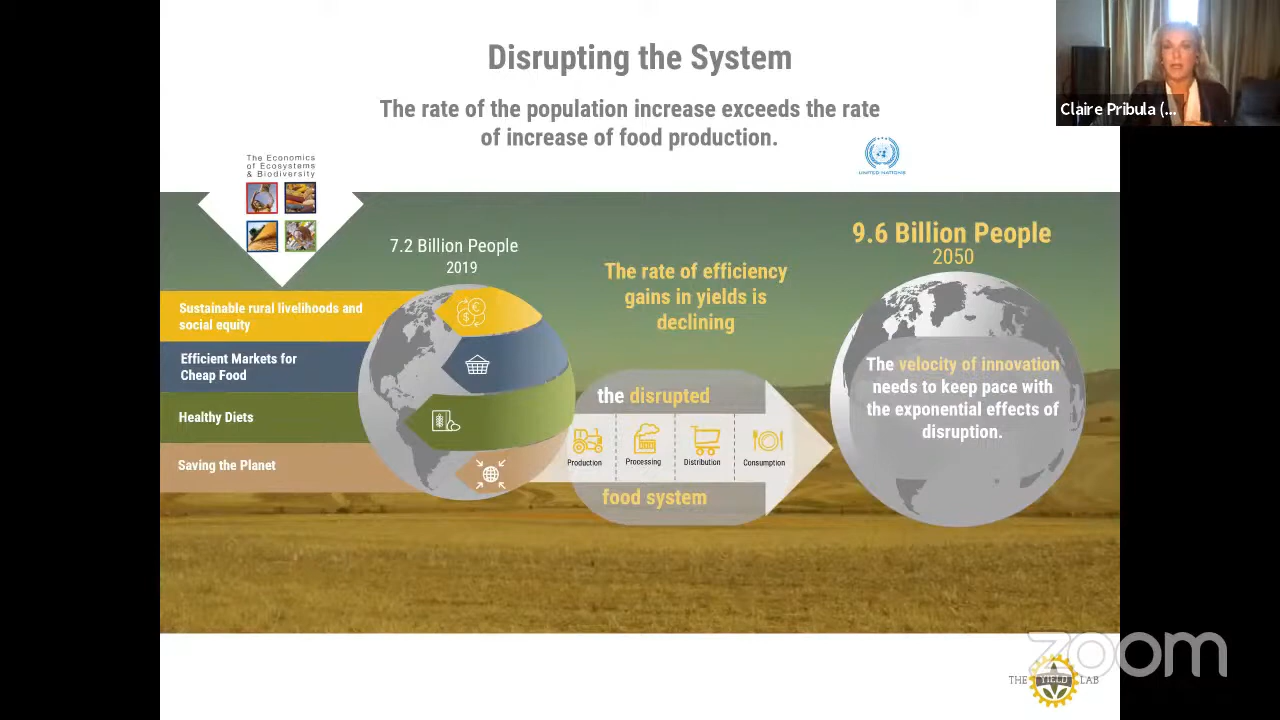 Disrupting the System
The rate of the population increase exceeds the rate
of increase of food production.
Claire Pribula (...
UNITED NATIONS
The Economics
of Ecosystems
& Biodiversity
7.2 Billion People
2019
9.6 Billion People
2050
The rate of efficiency
gains in yields is
declining
Sustainable rural livelihoods and
social equity
Efficient Markets for
Cheap Food
Healthy Diets
Saving the Planet
the disrupted
Production Processing Distribution Consumption
food system
The velocity of innovation
needs to keep pace with
the exponential effects of
disruption.
zoom
THE YIELD LAB